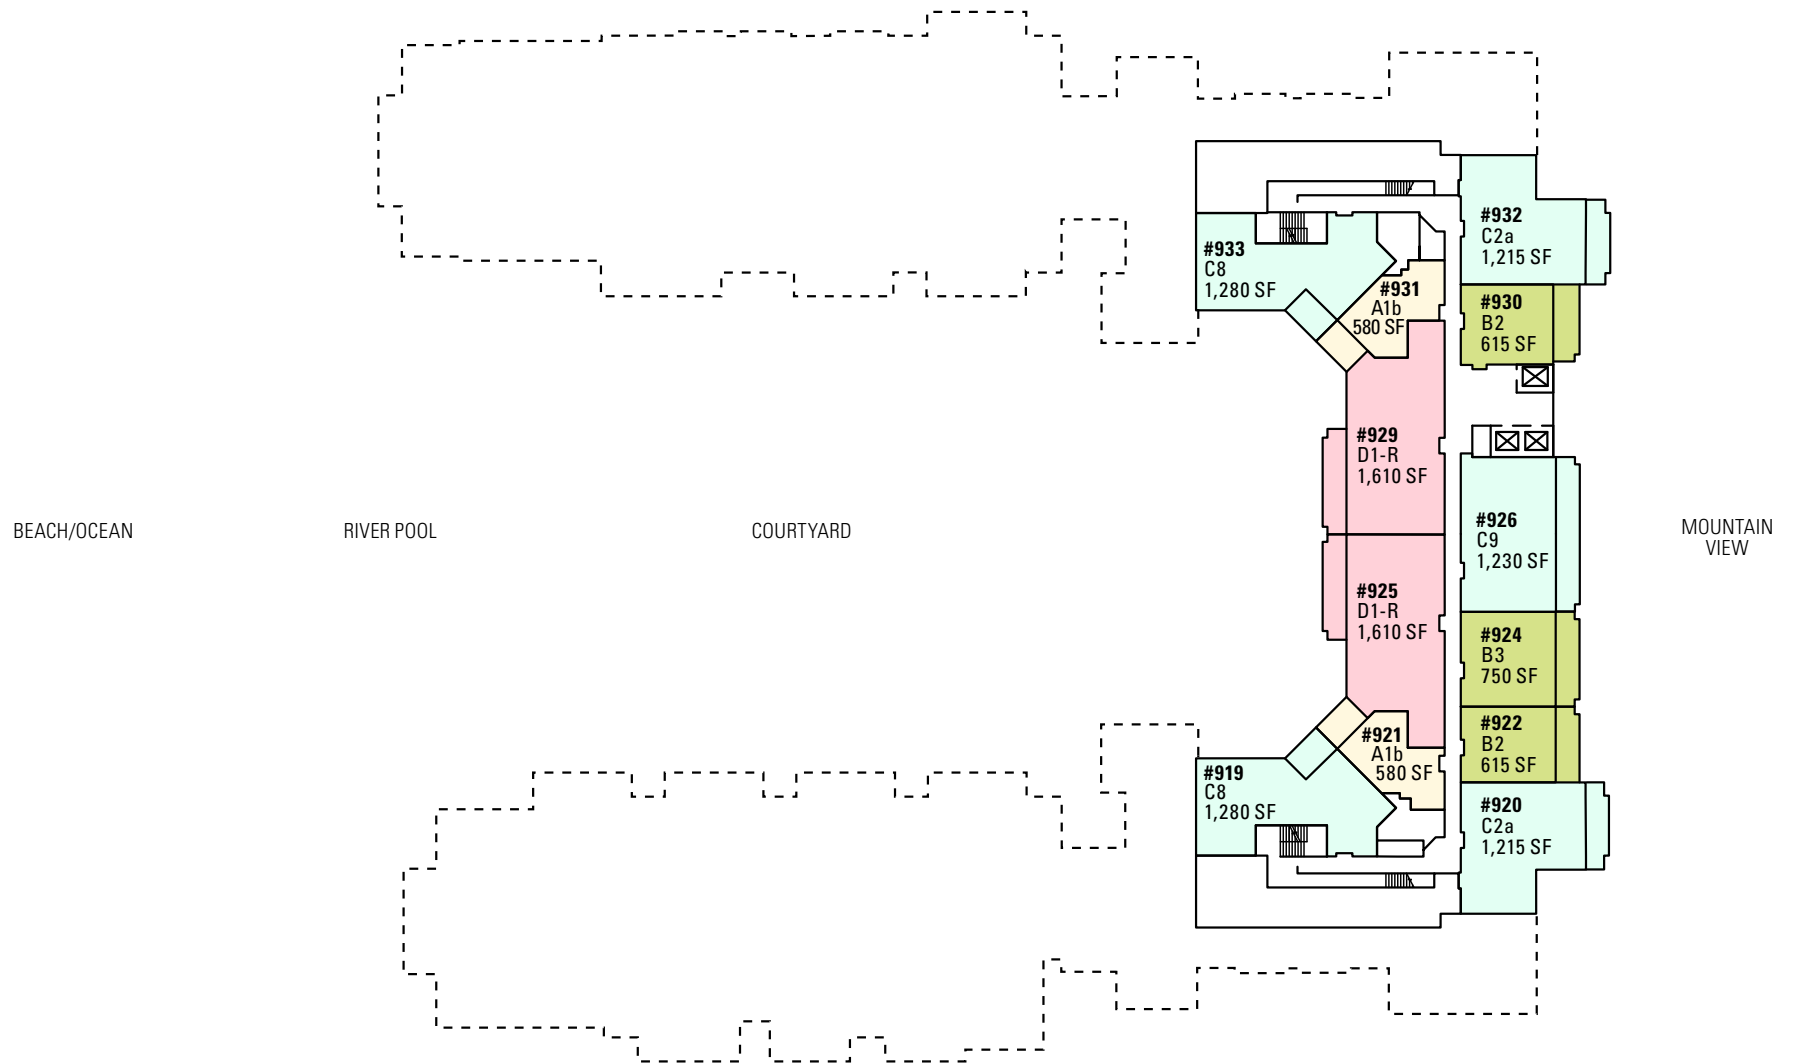 #932
C2a
1,215 SF
#933
C8
1,280 SF
#931
A1b
580 SF
#930
B2
615 SF
#929
D1-R
1,610 SF
BEACH/OCEAN
RIVER POOL
COURTYARD
#926
C9
1,230 SF
MOUNTAIN
VIEW
#925
D1-R
1,610 SF
#924
B3
750 SF
#922
B2
615 SF
#921
A1b
580 SF
#919
C8
1,280 SF
#920
C2a
1,215 SF